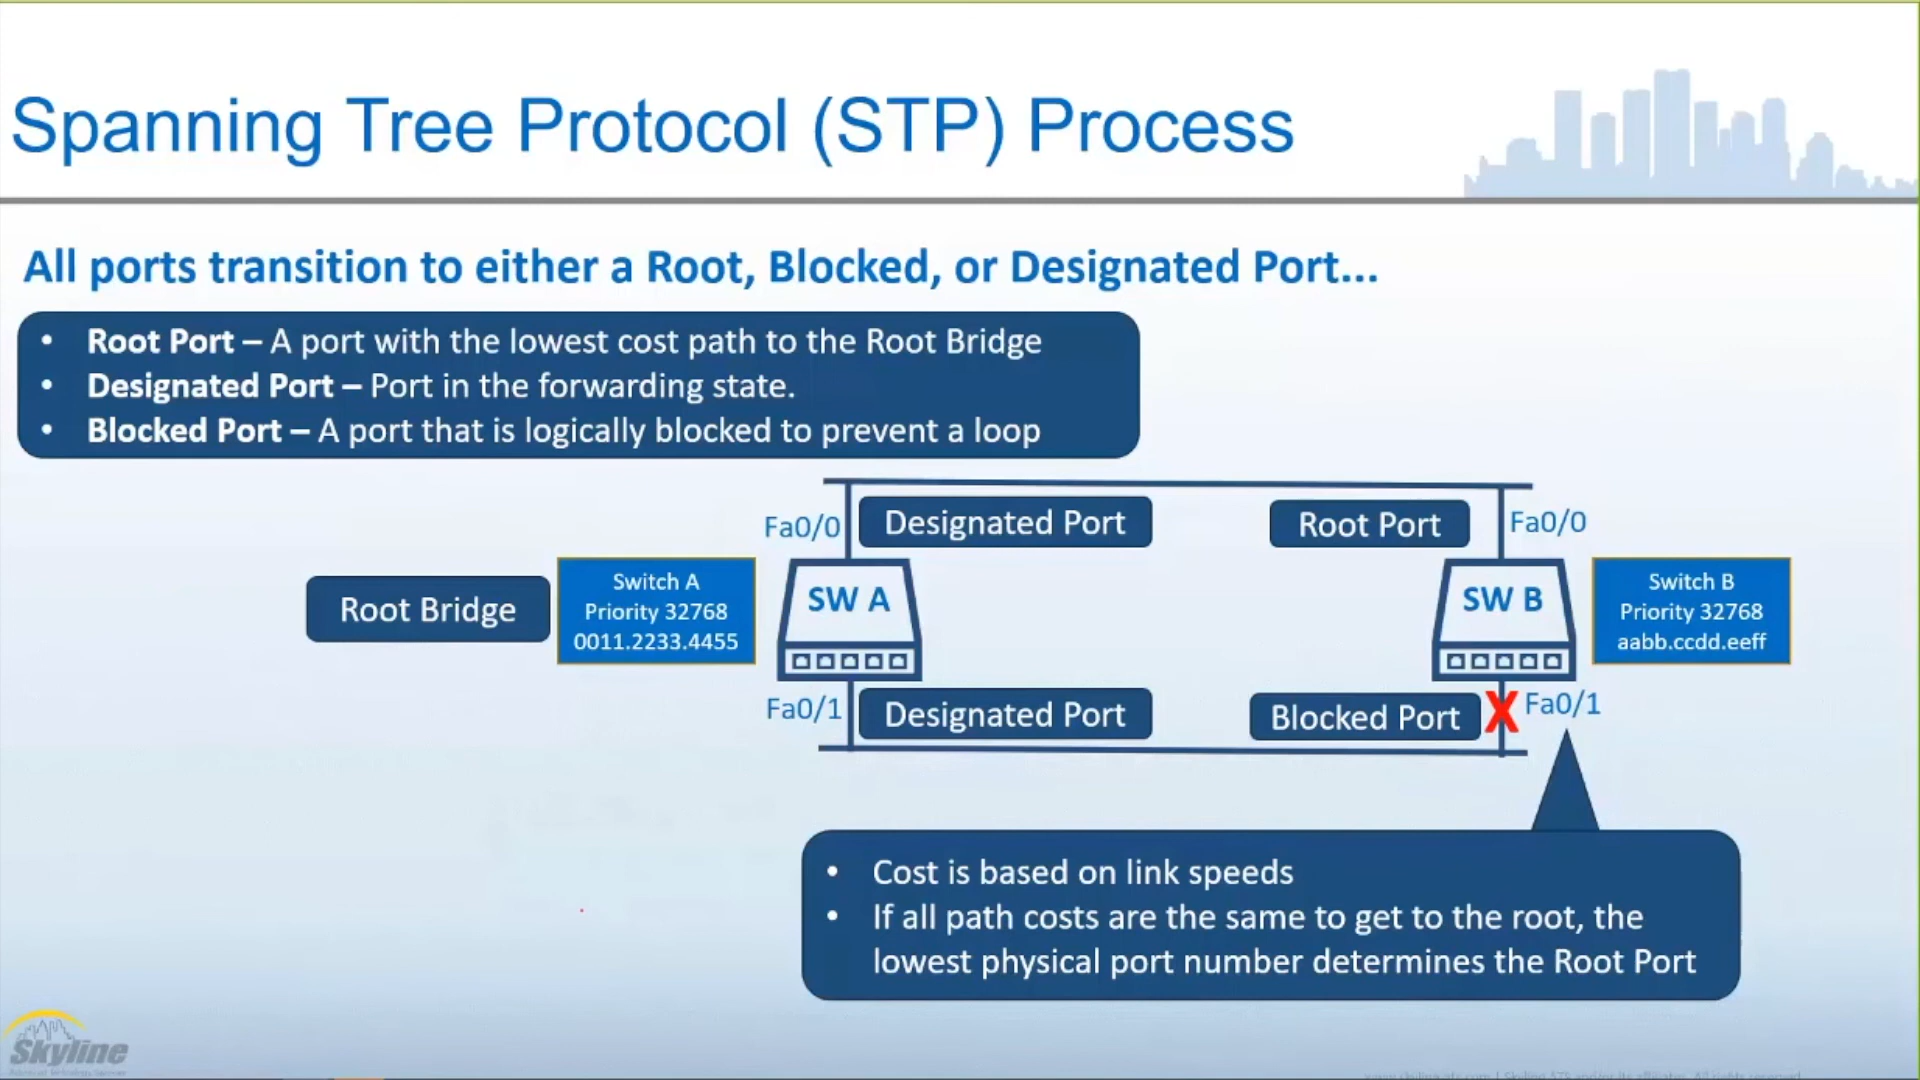 Spanning Tree Protocol (STP) Process
All ports transition to either a Root, Blocked, or Designated Port...
• Root Port – A port with the lowest cost path to the Root Bridge
• Designated Port – Port in the forwarding state.
• Blocked Port – A port that is logically blocked to prevent a loop
Fa0/0
Designated Port
Root Port
Fa0/0
Root Bridge
Switch A
Priority 32768
0011.2233.4455
SW A
SW B
Switch B
Priority 32768
aabb.ccdd.eeff
Fa0/1
Designated Port
Blocked Port
X
Fa0/1
• Cost is based on link speeds
• If all path costs are the same to get to the root, the
lowest physical port number determines the Root Port
Skyline